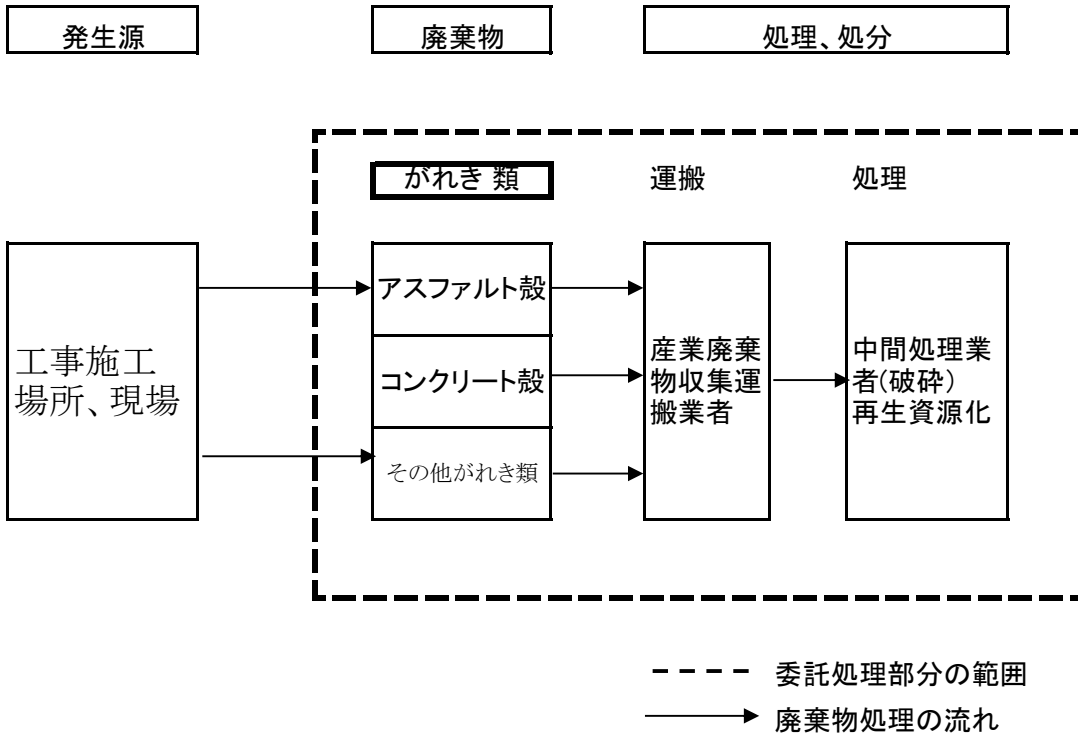 発生源
廃棄物
処理、処分
がれき 類
運搬
処理
工事施工
場所、現場
アスファルト殻
コンクリート殻
その他がれき類
産業廃棄
物収集運
搬業者
中間処理業
者(破砕)
再生資源化
委託処理部分の範囲
廃棄物処理の流れ